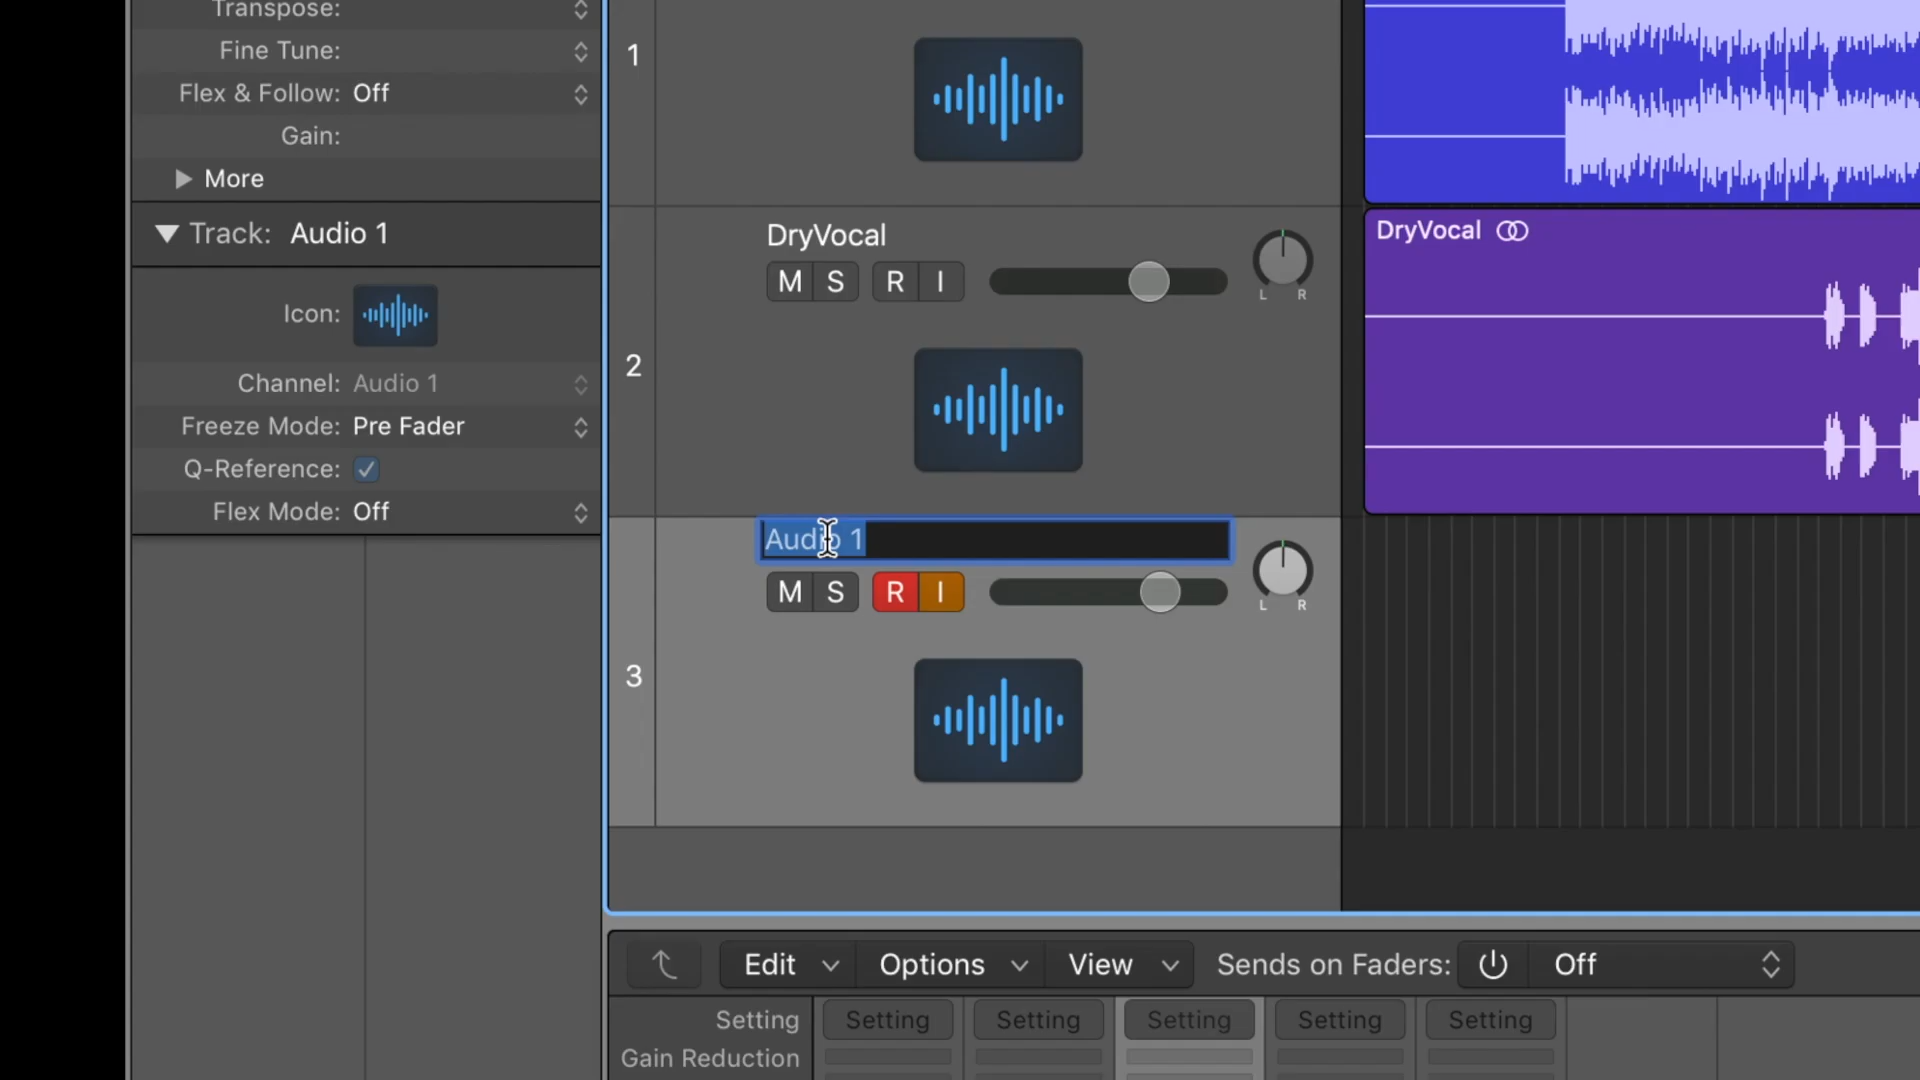 Transpose:
Fine Tune:
Flex & Follow: Off
Gain:
More
Track: Audio 1
Icon:
Channel: Audio 1
Freeze Mode: Pre Fader
Q-Reference:
Flex Mode: Off
1
DryVocal
M S R I
L R
2
Audio 1
M S R I
L R
3
DryVocal
Edit Options View Sends on Faders: Off
Setting Setting Setting Setting Setting Setting
Gain Reduction